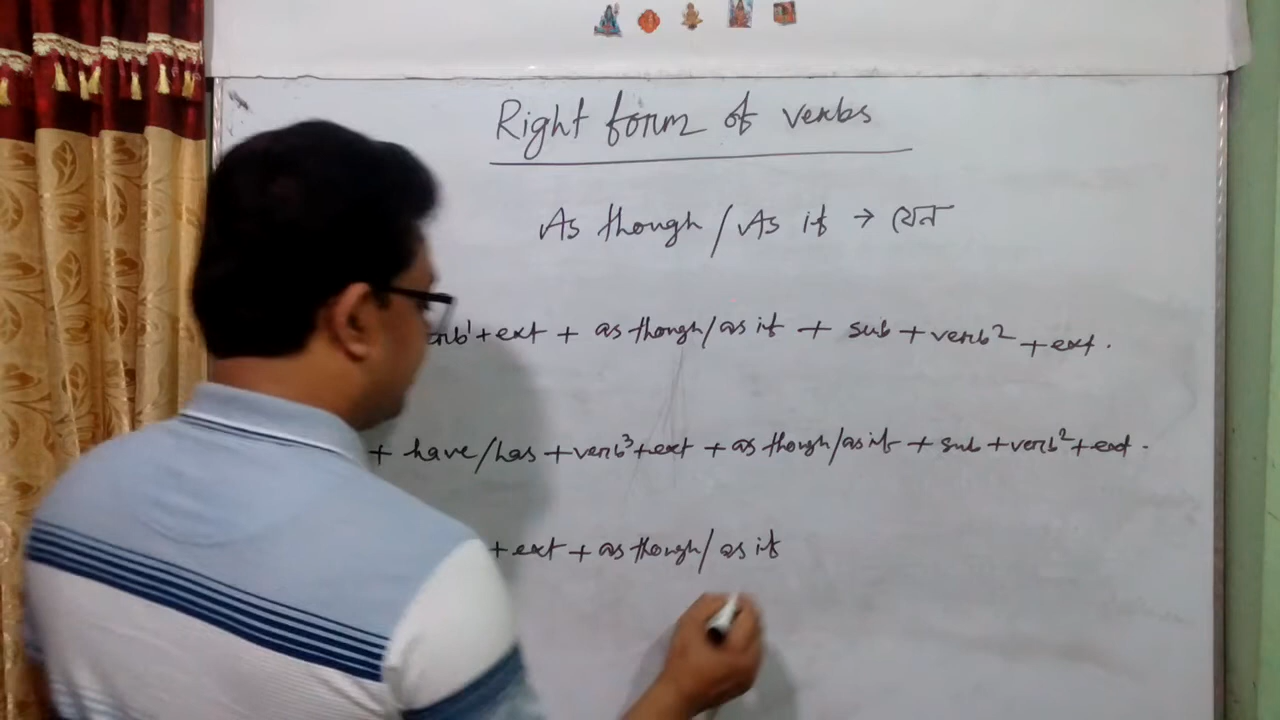 Right form of verbs
As though / As if → যেন
+ ext + as though/as if + sub + verb² + ext.
+ have/has + verb³ + ext + as though/as if + sub + verb² + ext.
+ ext + as though/as if